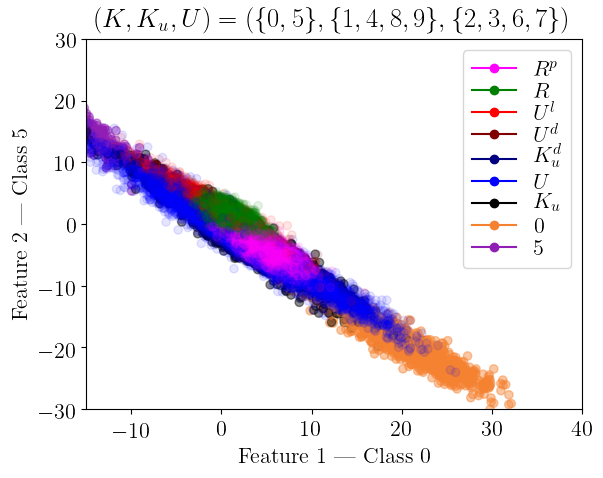 (K, K_u, U) = ({0, 5}, {1, 4, 8, 9}, {2, 3, 6, 7})
30
20
10
0
−10
−20
−30
Feature 2 — Class 5
R^p
R
U^l
U^d
K_u^d
U
K_u
0
5
−10
0
10
20
30
40
Feature 1 — Class 0